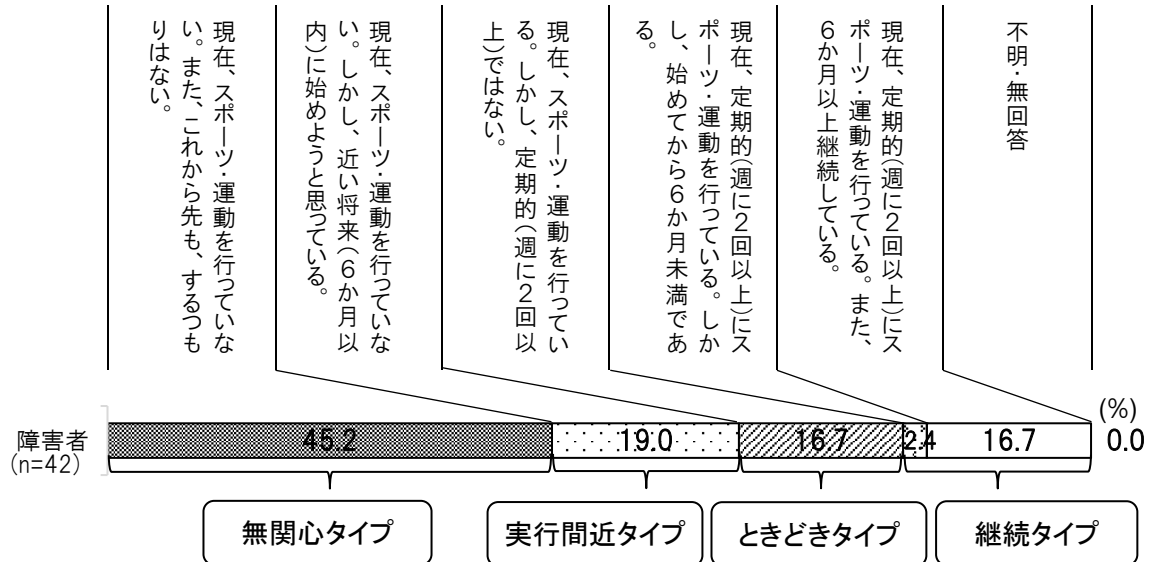 現在、スポーツ・運動を行っていな
い。また、これから先も、するつも
りはない。
現在、スポーツ・運動を行っていな
い。しかし、近い将来(6か月以
内)に始めようと思っている。
現在、スポーツ・運動を行ってい
る。しかし、定期的(週に2回以
上)ではない。
現在、定期的(週に2回以上)にス
ポーツ・運動を行っている。しか
し、始めてから6か月未満であ
る。
現在、定期的(週に2回以上)にス
ポーツ・運動を行っている。また、
6か月以上継続している。
不明・無回答
(%)
障害者
(n=42)
45.2
19.0
16.7
2.4
16.7
0.0
無関心タイプ
実行間近タイプ
ときどきタイプ
継続タイプ